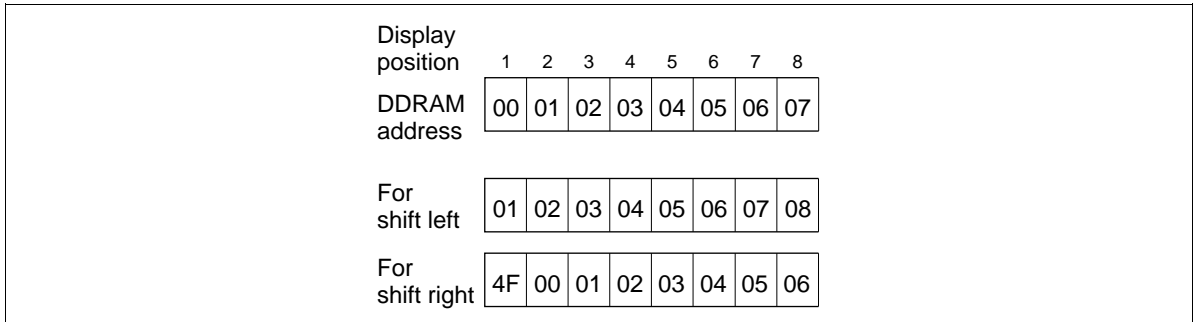 Display
position 1 2 3 4 5 6 7 8
DDRAM
address 00 01 02 03 04 05 06 07
For
shift left 01 02 03 04 05 06 07 08
For
shift right 4F 00 01 02 03 04 05 06